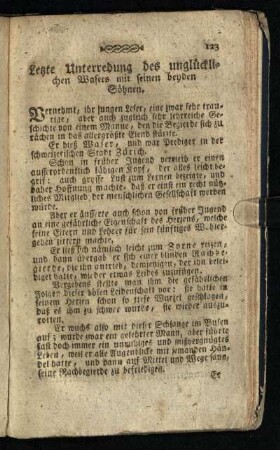 123
Letzte Unterredung des unglückli-
chen Wasers mit seinen beyden
Söhnen.
Vernehmt, ihr jungen Leser, eine zwar sehr trau-
rige, aber auch zugleich sehr lehrreiche Ge-
schichte von einem Manne, den die Begierde sich zu
rächen in das allergröste Elend stürzte.
Er hieß Waser, und war Prediger in der
schweitzerischen Stadt Zürich.
Schon in früher Jugend verrieth er einen
ausserordentlich fähigen Kopf, der alles leicht be-
griff; auch große Lust zum Lernen bezeigte, und
daher Hoffnung machte, daß er einst ein recht nütz-
liches Mitglied der menschlichen Gesellschaft werden
würde.
Aber er äusserte auch schon von früher Jugend
an eine gefährliche Eigenschaft des Herzens, welche
seine Eltern und Lehrer für sein künftiges Wohler-
gehen zittern machte.
Er ließ sich nämlich leicht zum Zorne reizen,
und dann übergab er sich einer blinden Rachbe-
gierde, die ihn antrieb, demjenigen, der ihn belei-
diget hatte, wieder etwas Leides zuzufügen.
Vergebens stellte man ihm die gefährlichen
Folgen dieser bösen Leidenschaft vor: sie hatte in
seinem Herzen schon so tiefe Wurzel geschlagen,
daß es ihm zu schwer wurde, sie wieder auszu-
rotten.
Er wuchs also mit dieser Schlange im Busen
auf; wurde zwar ein gelehrter Mann, aber führte
fast doch immer ein unruhiges und mißvergnügtes
Leben, weil er alle Augenblicke mit jemanden Hän-
del hatte, und dann auf Mittel und Wege sann,
seine Rachbegierde zu befriedigen.
Er